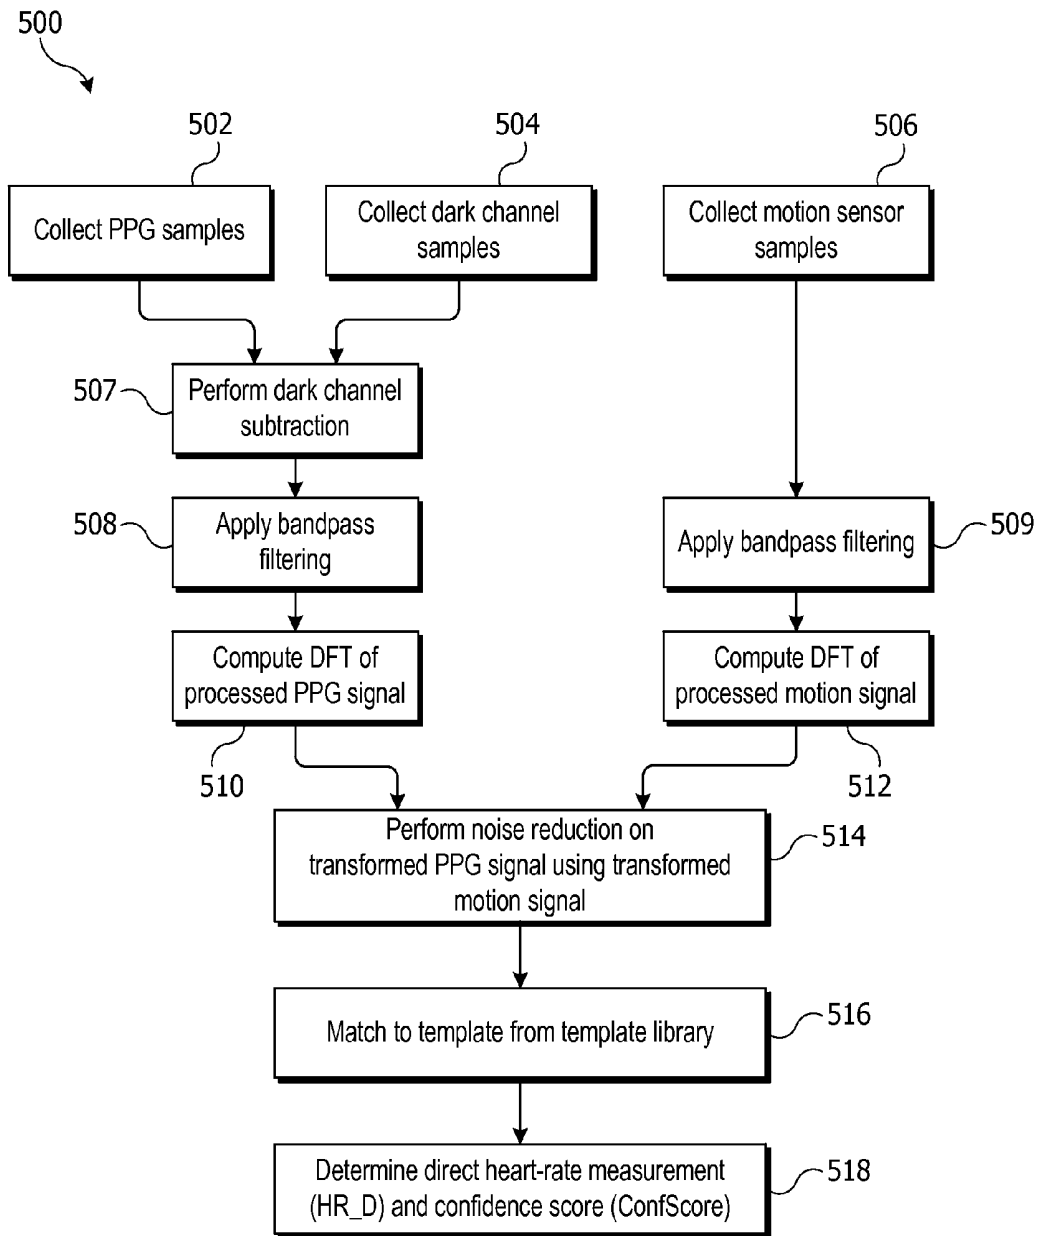 500
502
504
506
Collect PPG samples
Collect dark channel
samples
Collect motion sensor
samples
507
Perform dark channel
subtraction
508
Apply bandpass
filtering
Apply bandpass filtering
509
Compute DFT of
processed PPG signal
Compute DFT of
processed motion signal
510
512
Perform noise reduction on
transformed PPG signal using transformed
motion signal
514
Match to template from template library
516
Determine direct heart-rate measurement
(HR_D) and confidence score (ConfScore)
518